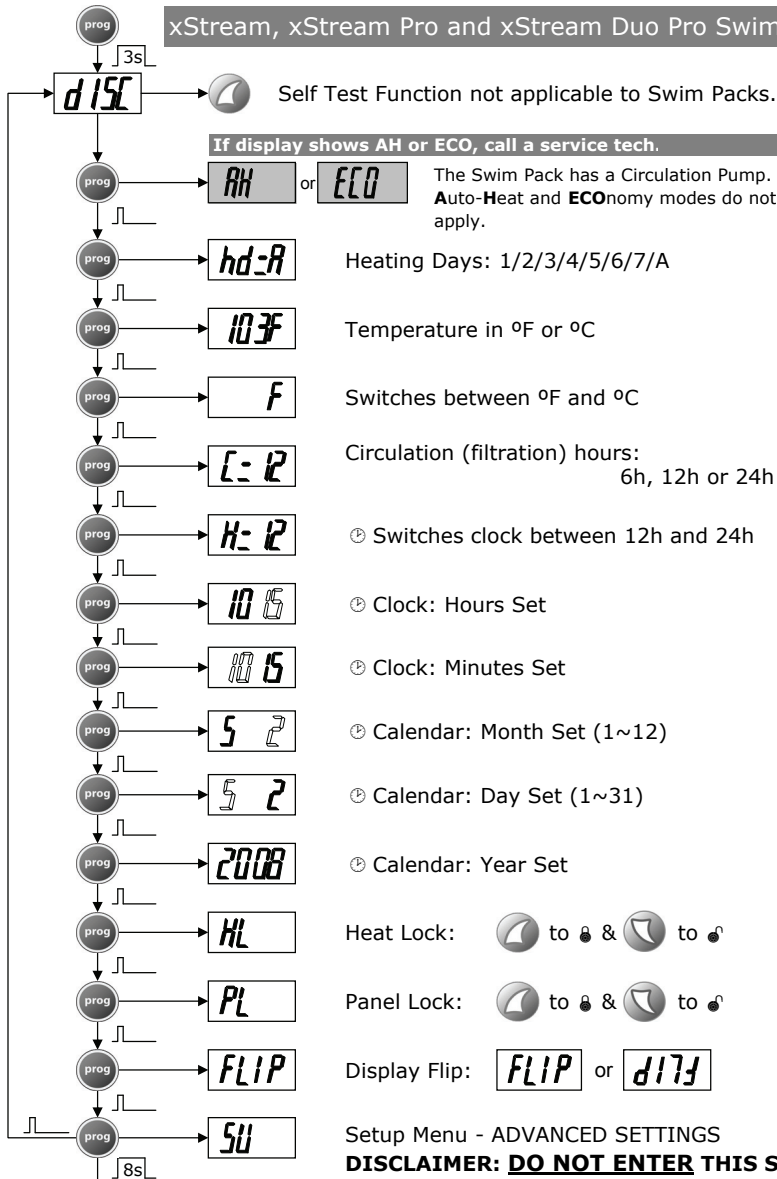 prog
xStream, xStream Pro and xStream Duo Pro Swim
3s
dISC
Self Test Function not applicable to Swim Packs.
If display shows AH or ECO, call a service tech.
prog
AH or ECO
The Swim Pack has a Circulation Pump.
Auto-Heat and ECOnomy modes do not
apply.
prog
hd=A
Heating Days: 1/2/3/4/5/6/7/A
prog
103F
Temperature in ºF or ºC
prog
F
Switches between ºF and ºC
prog
C= 12
Circulation (filtration) hours:
6h, 12h or 24h
prog
H= 12
Switches clock between 12h and 24h
prog
10 15
Clock: Hours Set
prog
10 15
Clock: Minutes Set
prog
5 2
Calendar: Month Set (1~12)
prog
5 2
Calendar: Day Set (1~31)
prog
2008
Calendar: Year Set
prog
HL
Heat Lock: to & to
prog
PL
Panel Lock: to & to
prog
FLIP
Display Flip: FLIP or FLIP
prog
SU
Setup Menu - ADVANCED SETTINGS
8s
DISCLAIMER: DO NOT ENTER THIS S